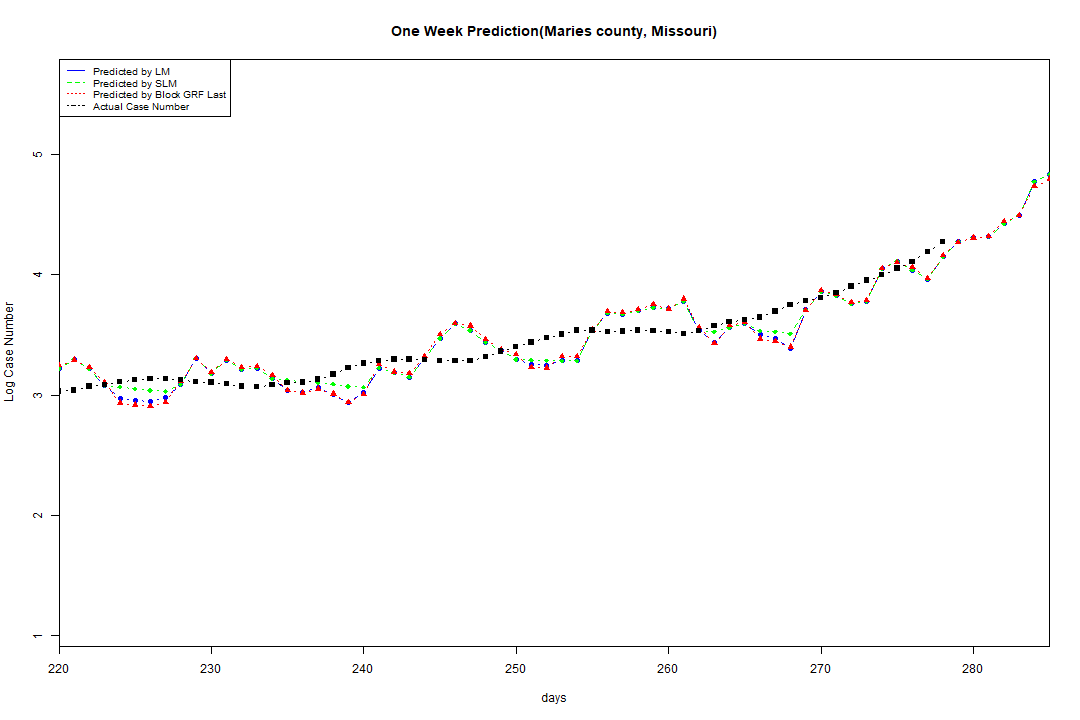 One Week Prediction(Maries county, Missouri)
Predicted by LM
Predicted by SLM
Predicted by Block GRF Last
Actual Case Number
5
4
3
2
1
Log Case Number
220 230 240 250 260 270 280
days